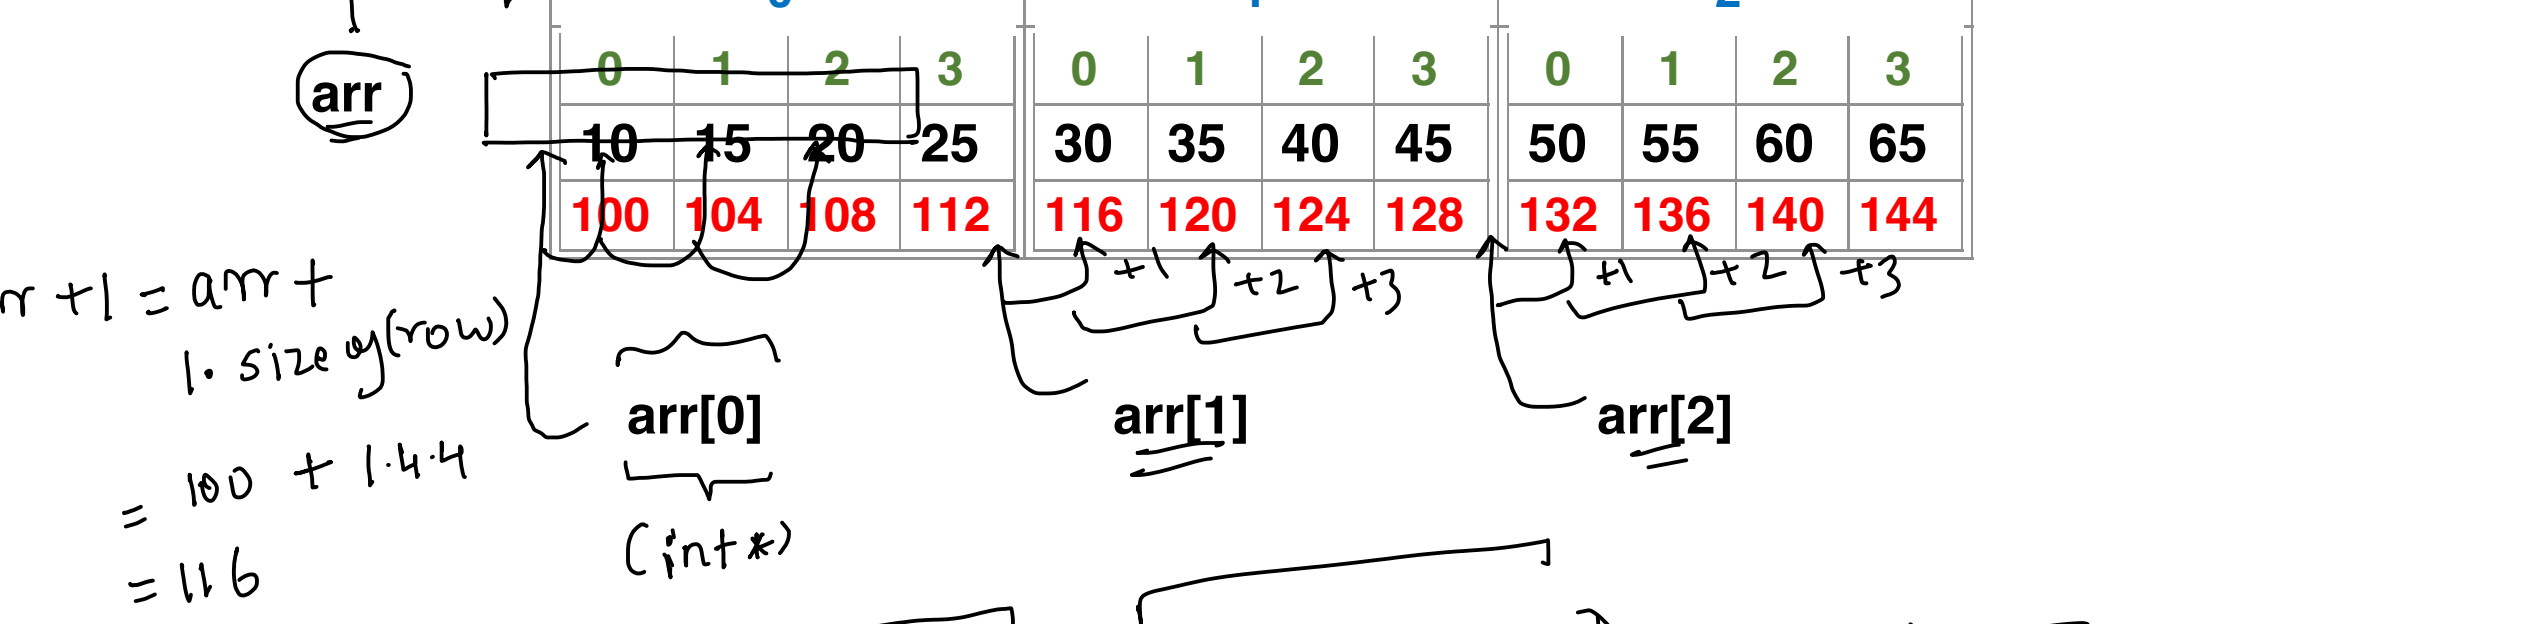 0 1 2 3 0 1 2 3 0 1 2 3
arr
10 15 20 25 30 35 40 45 50 55 60 65
100 104 108 112 116 120 124 128 132 136 140 144
+1 +2 +3 +1 +2 +3
r +1 = arr +
1. size of(row)
arr[0] arr[1] arr[2]
= 100 + 1.4.4
(int*)
= 116